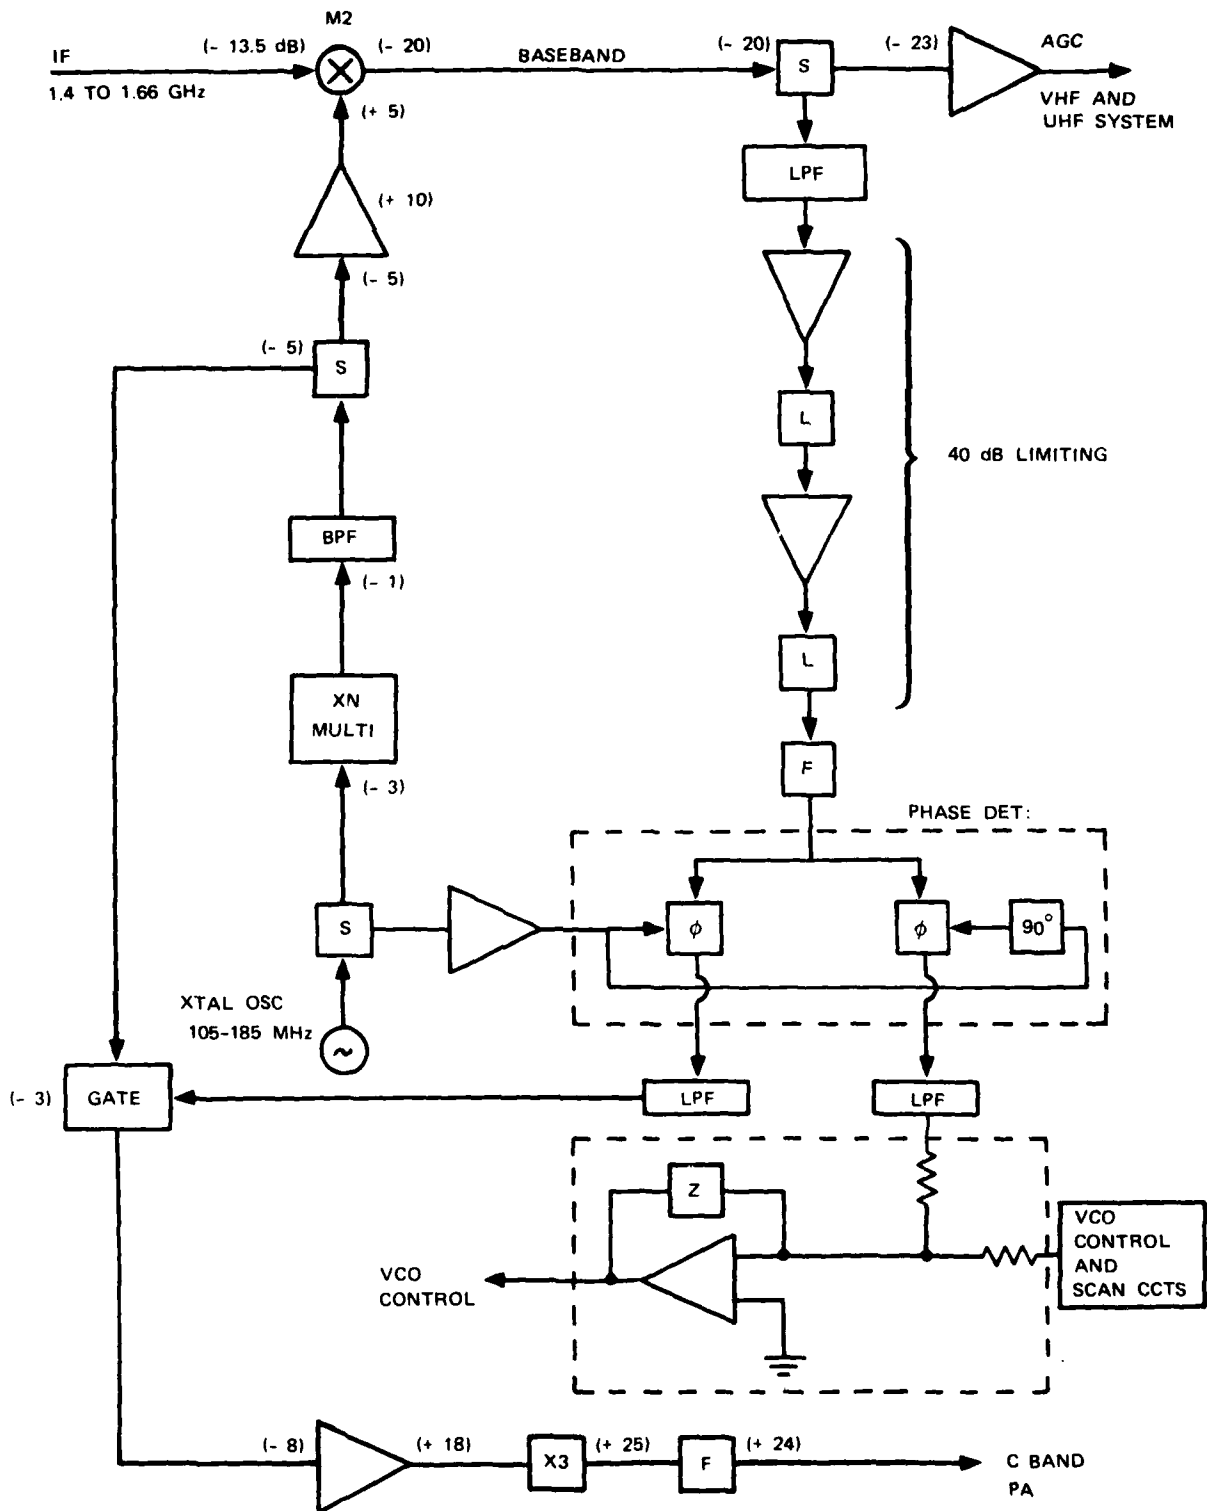 M2
IF
(- 13.5 dB)
(- 20)
BASEBAND
(- 20)
S
(- 23)
AGC
1.4 TO 1.66 GHz
VHF AND
UHF SYSTEM
(+ 5)
LPF
(+ 10)
(- 5)
(- 5)
S
L
40 dB LIMITING
BPF
(- 1)
L
XN
MULTI
F
(- 3)
PHASE DET:
S
φ
φ
90°
XTAL OSC
105-185 MHz
~
(- 3)
GATE
LPF
LPF
Z
VCO
CONTROL
AND
SCAN CCTS
VCO
CONTROL
(- 8)
(+ 18)
X3
(+ 25)
F
(+ 24)
C BAND
PA